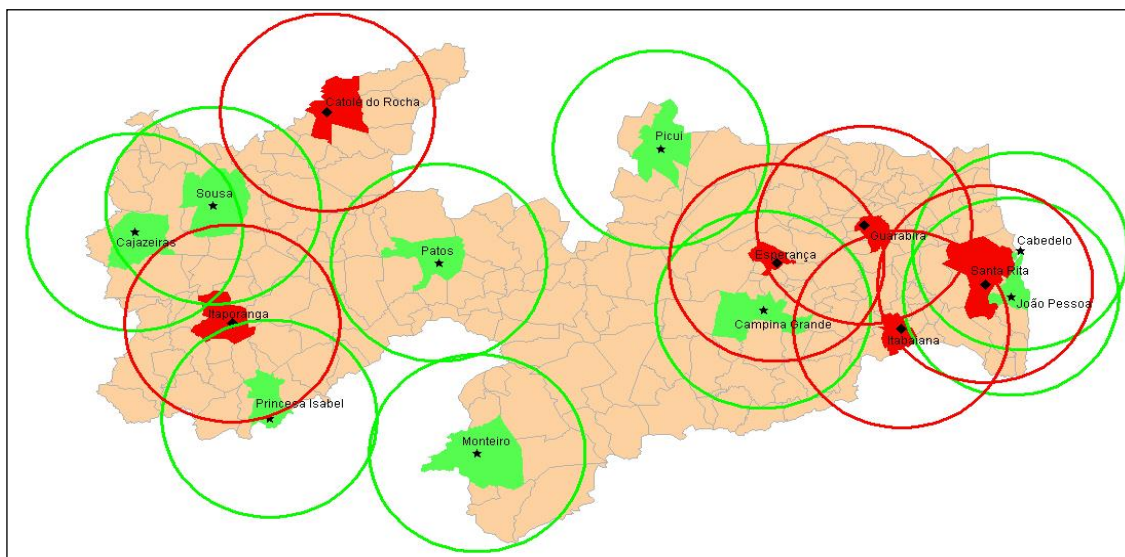 Catolé do Rocha
Picuí
Sousa
Cajazeiras
Patos
Guarabira
Cabedelo
Esperança
Santa Rita
João Pessoa
Itaporanga
Campina Grande
Itabaiana
Princesa Isabel
Monteiro